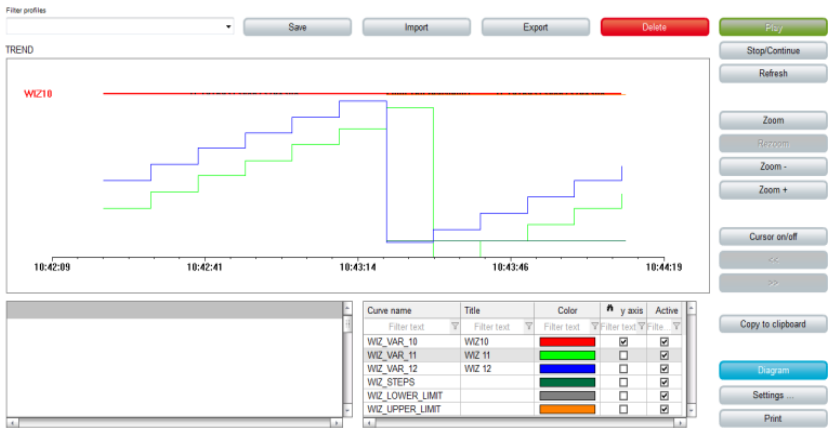 Filter profiles
Save Import Export Delete Play
TREND
Stop/Continue
Refresh
WIZ10
Zoom
Rezoom
Zoom -
Zoom +
Cursor on/off
<<
>>
10:42:09 10:42:41 10:43:14 10:43:46 10:44:19
Curve name Title Color y axis Active
Filter text Filter text Filter text Filter text Filte...
WIZ_VAR_10 WIZ10
WIZ_VAR_11 WIZ 11
WIZ_VAR_12 WIZ 12
WIZ_STEPS
WIZ_LOWER_LIMIT
WIZ_UPPER_LIMIT
Copy to clipboard
Diagram
Settings ...
Print